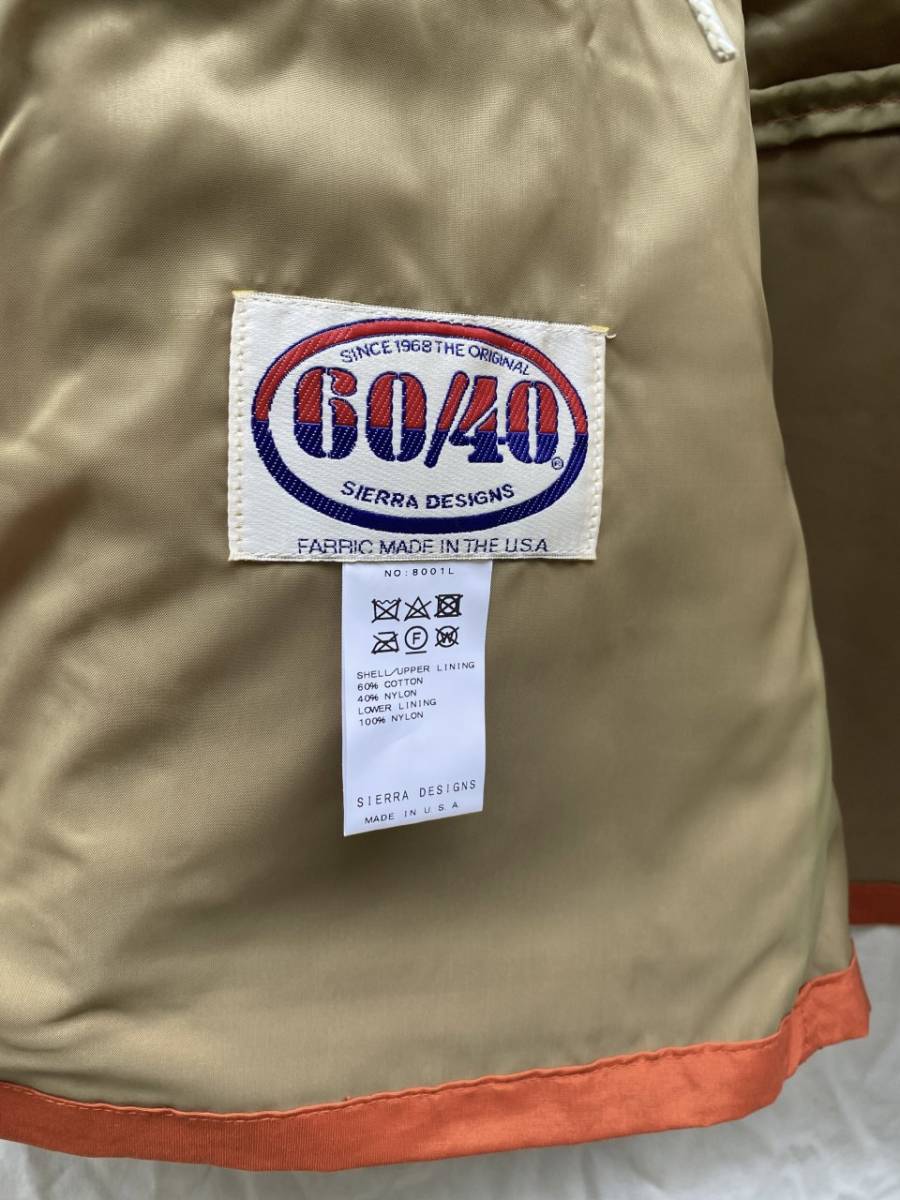 SINCE 1968 THE ORIGINAL
60/40®
SIERRA DESIGNS
FABRIC MADE IN THE U.S.A
NO:8001L
F W
SHELL/UPPER LINING
60% COTTON
40% NYLON
LOWER LINING
100% NYLON
SIERRA DESIGNS
MADE IN U.S.A